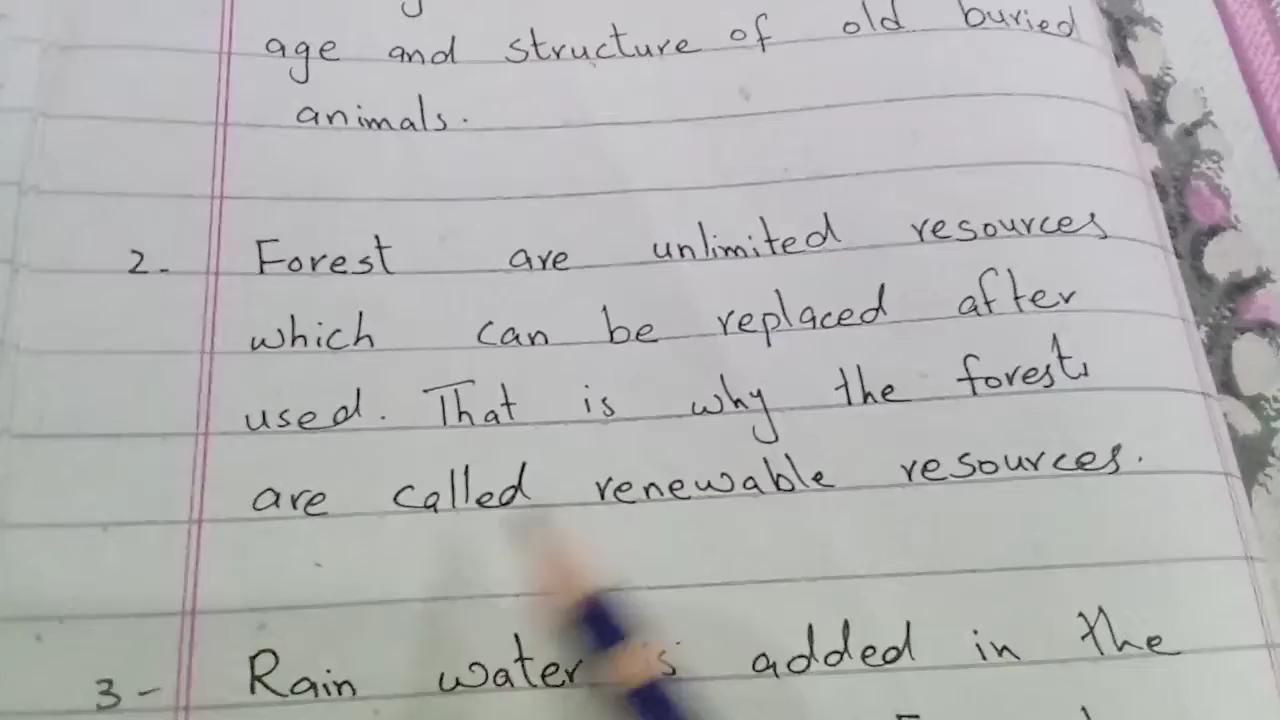 age and structure of old buried
animals.
2. Forest are unlimited resources
which can be replaced after
used. That is why the forests
are called renewable resources.
3- Rain water is added in the